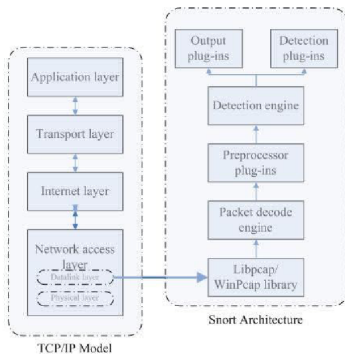 Application layer
Transport layer
Internet layer
Network access
layer
Datalink layer
Physical layer
TCP/IP Model
Output
plug-ins
Detection
plug-ins
Detection engine
Preprocessor
plug-ins
Packet decode
engine
Libpcap/
WinPcap library
Snort Architecture